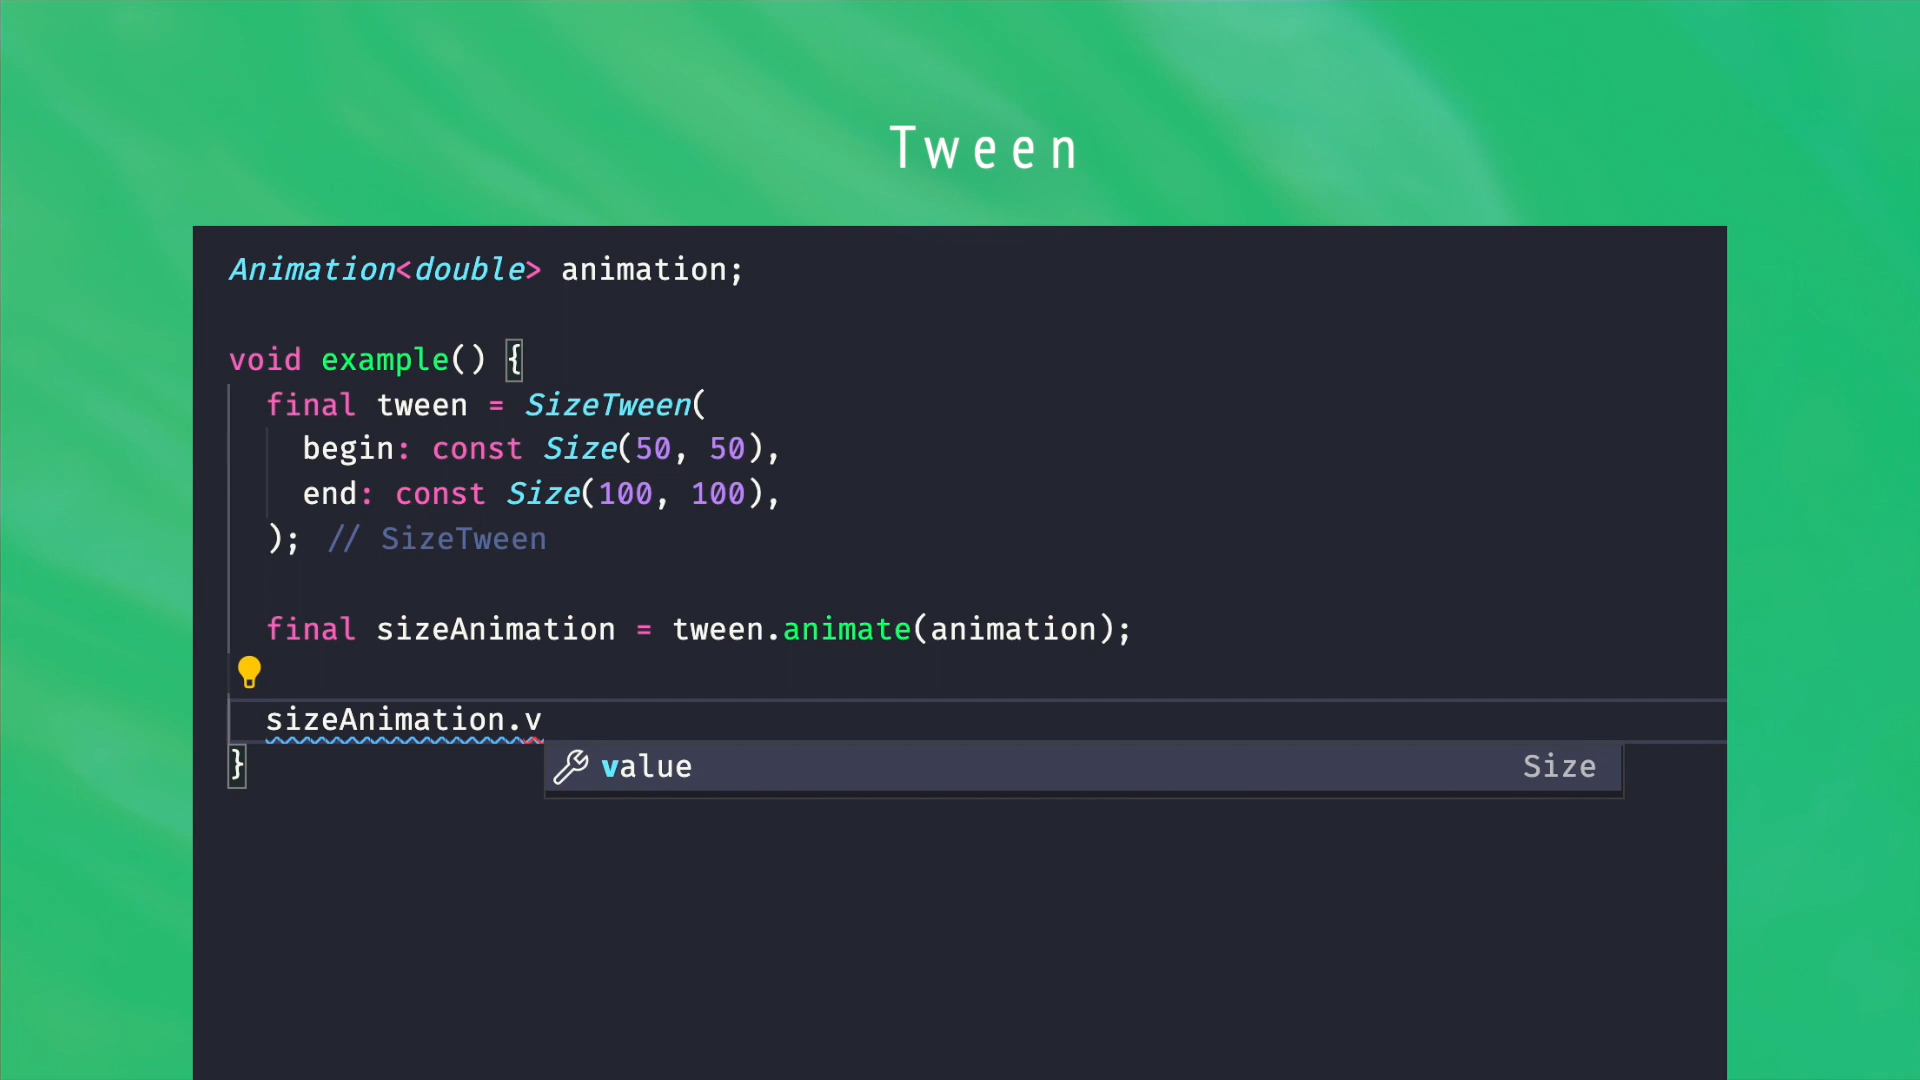 Tween
Animation<double> animation;
void example() {
final tween = SizeTween(
begin: const Size(50, 50),
end: const Size(100, 100),
); // SizeTween
final sizeAnimation = tween.animate(animation);
sizeAnimation.v
} value Size